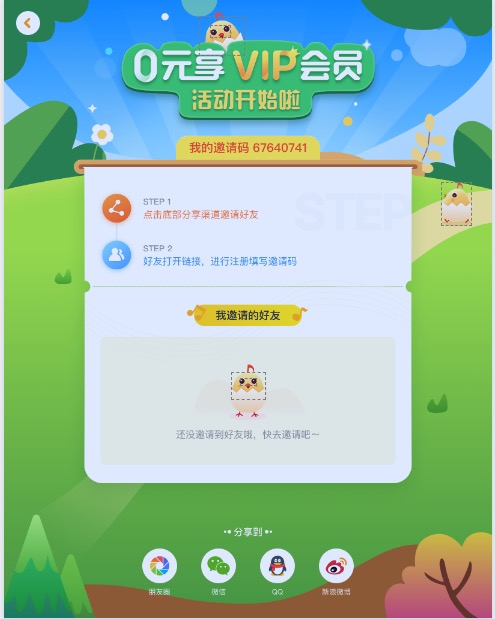 0元享VIP会员
活动开始啦
我的邀请码 67640741
STEP
STEP 1
点击底部分享渠道邀请好友
STEP 2
好友打开链接，进行注册填写邀请码
我邀请的好友
还没邀请到好友哦，快去邀请吧～
分享到
朋友圈
微信
QQ
新浪微博